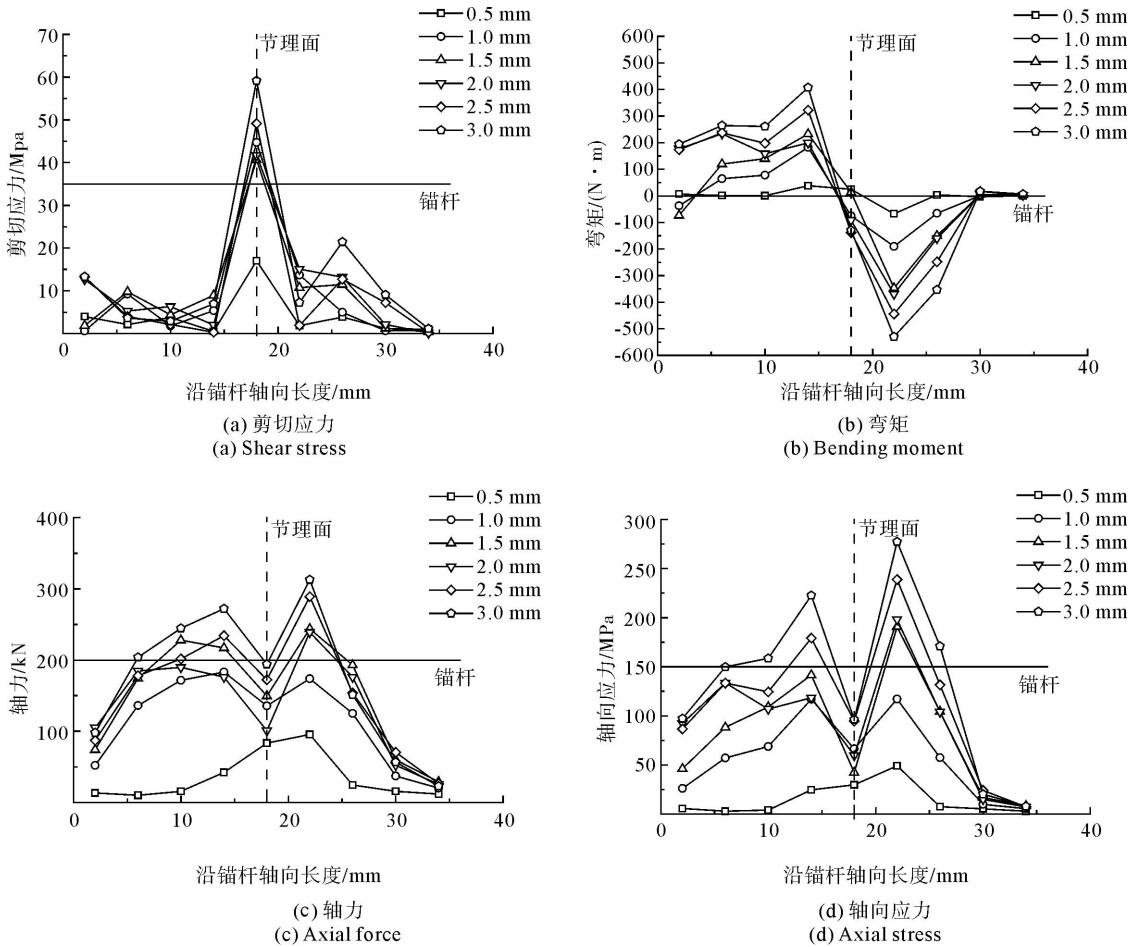 0.5 mm
1.0 mm
1.5 mm
2.0 mm
2.5 mm
3.0 mm
节理面
锚杆
剪切应力/Mpa
70
60
50
40
30
20
10
0
10
20
30
40
沿锚杆轴向长度/mm
(a) 剪切应力
(a) Shear stress
0.5 mm
1.0 mm
1.5 mm
2.0 mm
2.5 mm
3.0 mm
节理面
锚杆
弯矩/(N·m)
600
500
400
300
200
100
0
-100
-200
-300
-400
-500
-600
0
10
20
30
40
沿锚杆轴向长度/mm
(b) 弯矩
(b) Bending moment
0.5 mm
1.0 mm
1.5 mm
2.0 mm
2.5 mm
3.0 mm
节理面
锚杆
轴力/kN
400
300
200
100
0
10
20
30
40
沿锚杆轴向长度/mm
(c) 轴力
(c) Axial force
0.5 mm
1.0 mm
1.5 mm
2.0 mm
2.5 mm
3.0 mm
节理面
锚杆
轴向应力/MPa
300
250
200
150
100
50
0
10
20
30
40
沿锚杆轴向长度/mm
(d) 轴向应力
(d) Axial stress